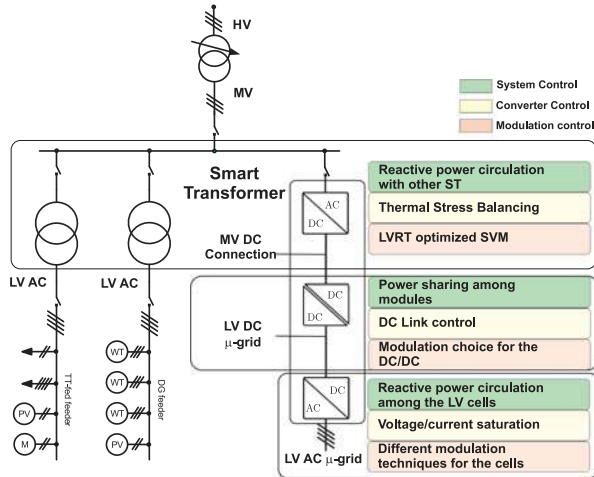 HV
MV
System Control
Converter Control
Modulation control
Smart
Transformer
Reactive power circulation
with other ST
AC
DC
Thermal Stress Balancing
MV DC
Connection
LVRT optimized SVM
LV AC
LV AC
Power sharing among
modules
DC
DC
LV DC
μ-grid
DC Link control
Modulation choice for the
DC/DC
WT
WT
WT
PV
TT-fed feeder
DG feeder
PV
M
DC
AC
Reactive power circulation
among the LV cells
Voltage/current saturation
LV AC μ-grid
Different modulation
techniques for the cells